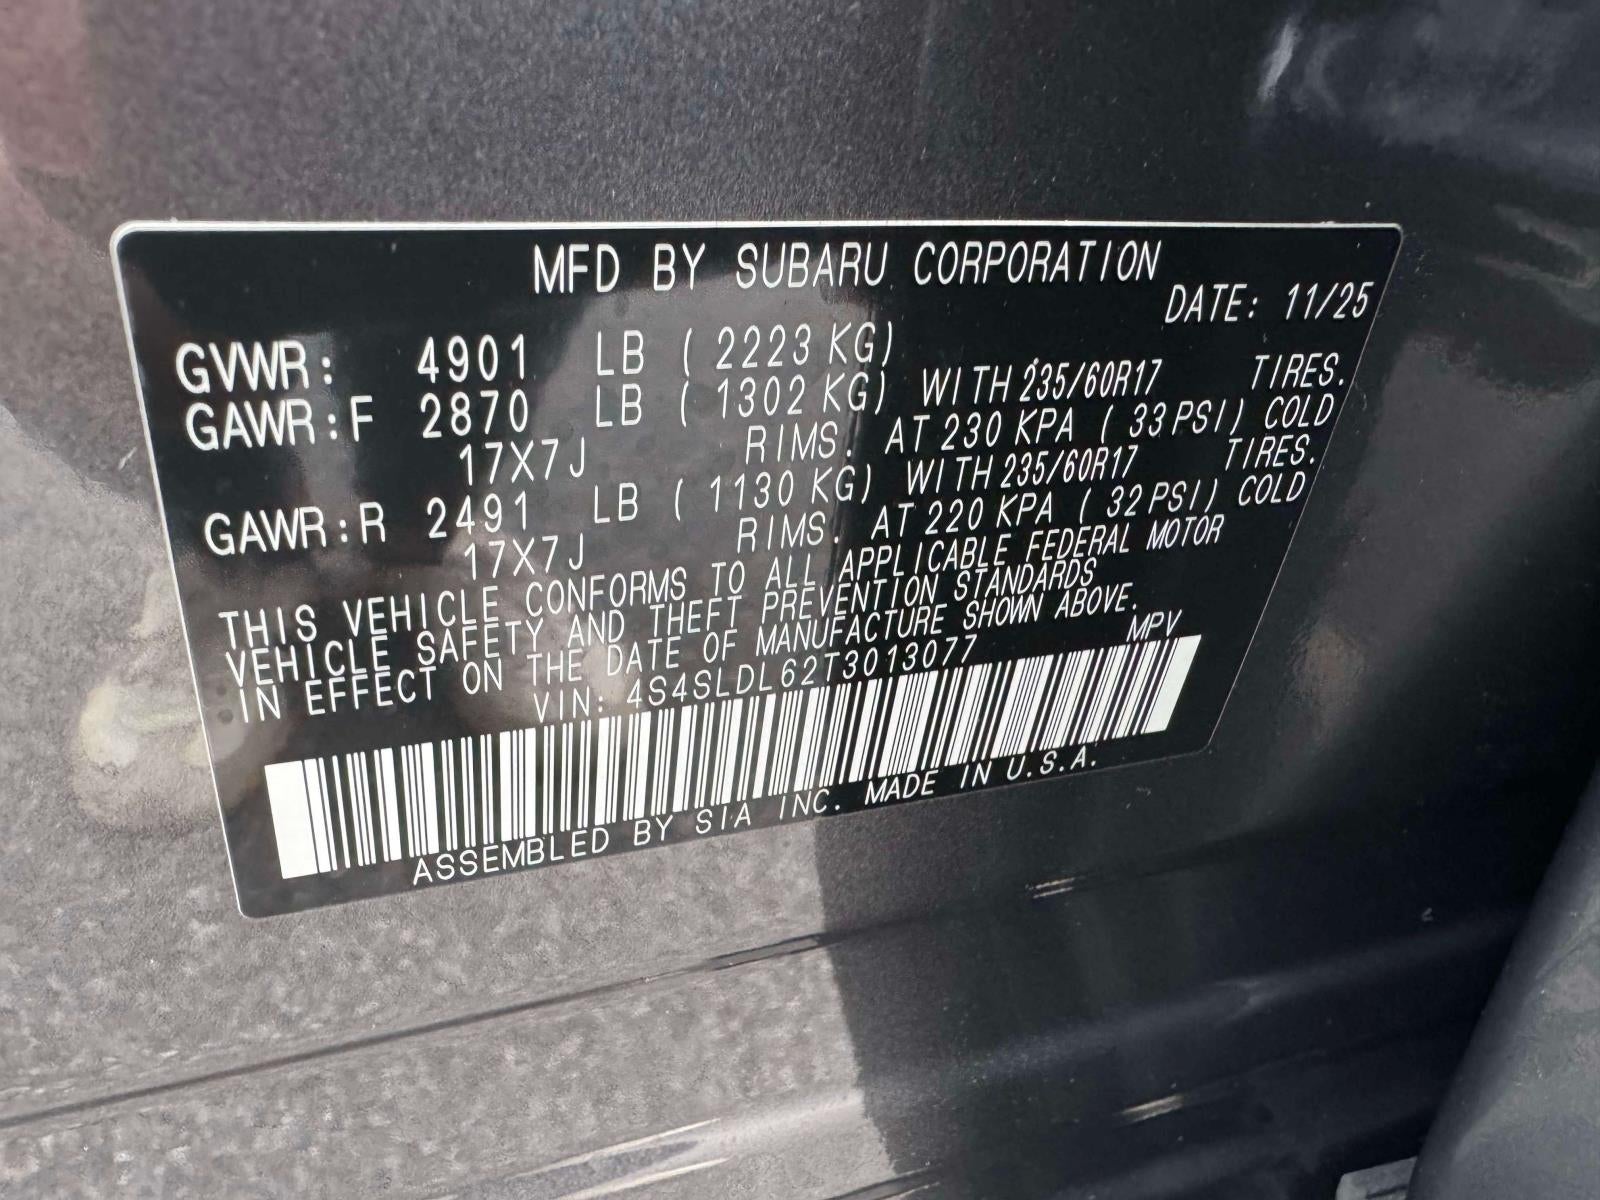 MFD BY SUBARU CORPORATION
DATE: 11/25
GVWR: 4901 LB ( 2223 KG)
GAWR:F 2870 LB ( 1302 KG) WITH 235/60R17 TIRES.
17X7J RIMS. AT 230 KPA ( 33 PSI) COLD
GAWR:R 2491 LB ( 1130 KG) WITH 235/60R17 TIRES.
17X7J RIMS. AT 220 KPA ( 32 PSI) COLD
THIS VEHICLE CONFORMS TO ALL APPLICABLE FEDERAL MOTOR
VEHICLE SAFETY AND THEFT PREVENTION STANDARDS
IN EFFECT ON THE DATE OF MANUFACTURE SHOWN ABOVE.
VIN: 4S4SLDL62T3013077 MPV
ASSEMBLED BY SIA INC. MADE IN U.S.A.